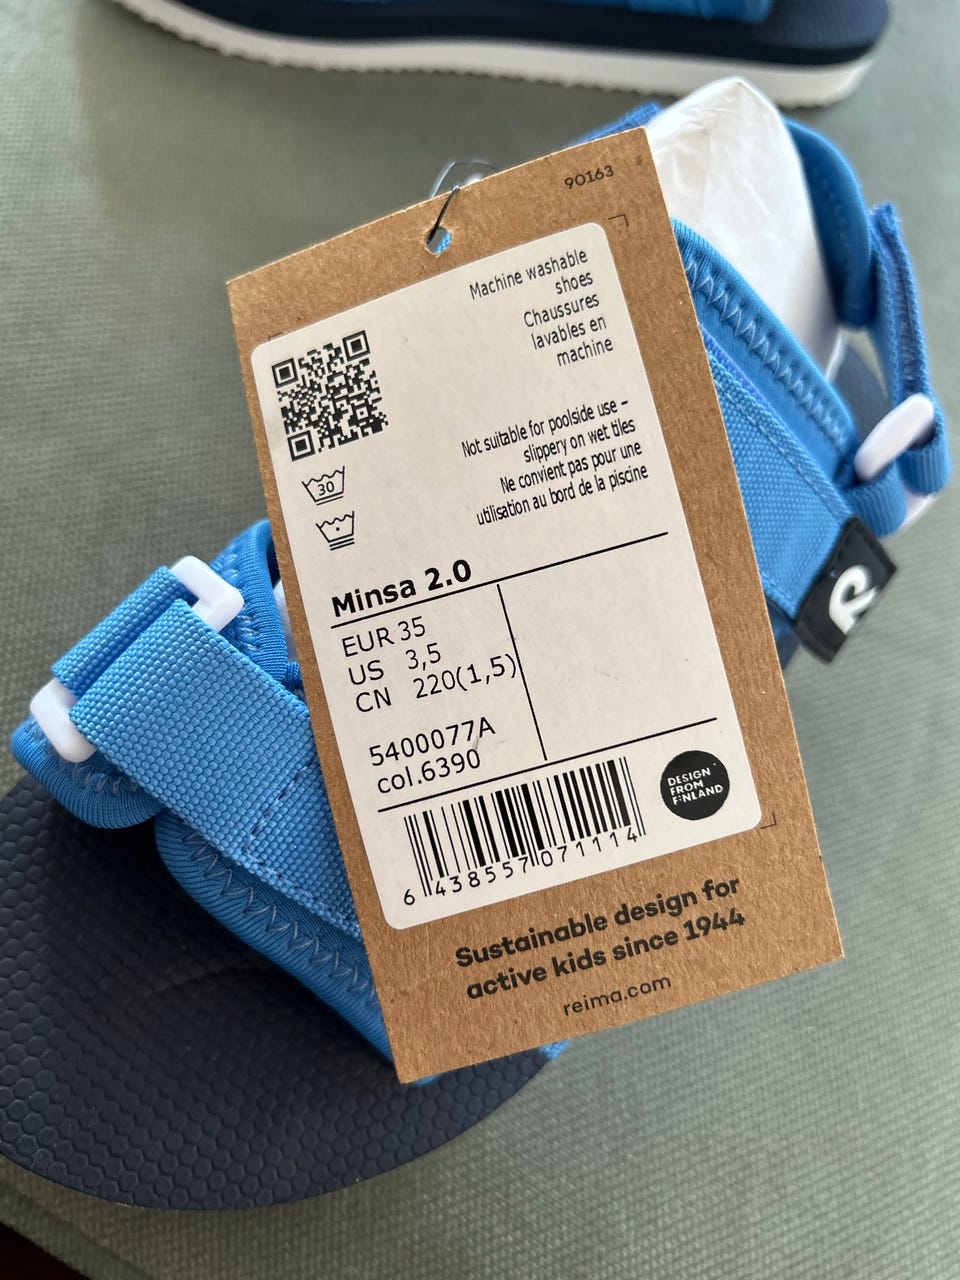 90163
Machine washable
shoes
Chaussures
lavables en
machine
Not suitable for poolside use –
slippery on wet tiles
Ne convient pas pour une
utilisation au bord de la piscine
30
Minsa 2.0
EUR 35
US 3,5
CN 220(1,5)
5400077A
col.6390
DESIGN
FROM
FINLAND
6 438557 071114
Sustainable design for
active kids since 1944
reima.com